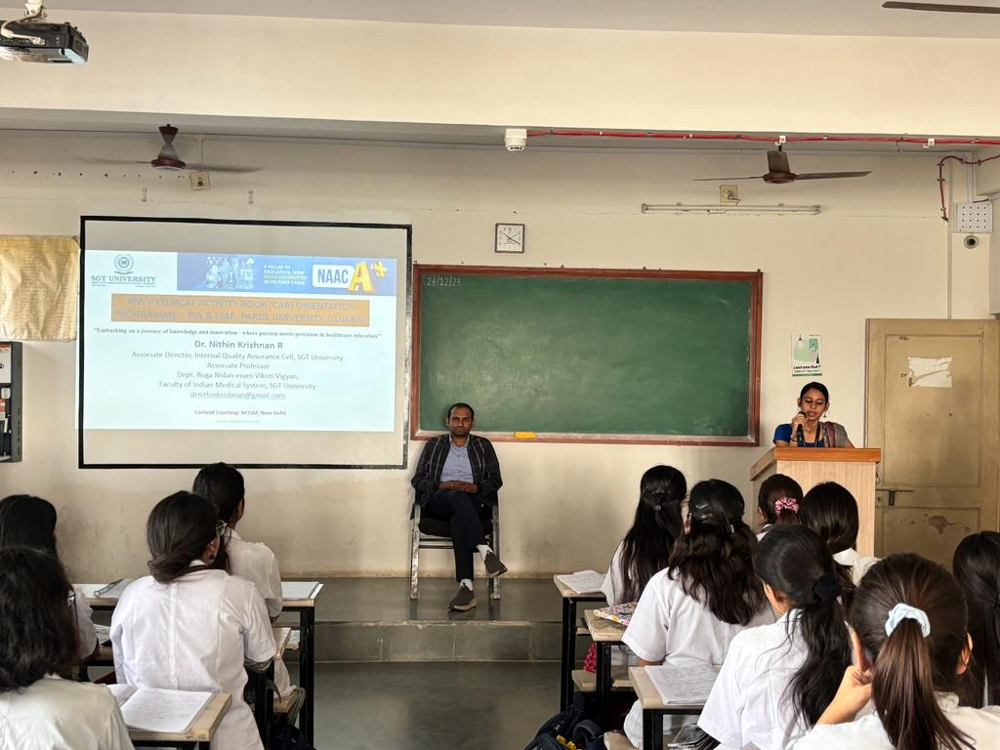 SGT UNIVERSITY
A PILLAR OF
EDUCATION, NOW
NAAC ACCREDITED
IN ITS FIRST CYCLE
NAAC A++
CLINICAL ACTIVITY BOOK (CAB) ORIENTATION
PROGRAMME – PIA & PIAR, PARUL UNIVERSITY, GUJARAT
"Embarking on a journey of knowledge and innovation - where passion meets precision in healthcare education"
Dr. Nithin Krishnan R
Associate Director, Internal Quality Assurance Cell, SGT University
Associate Professor
Dept. Roga Nidan evam Vikriti Vigyan,
Faculty of Indian Medical System, SGT University
drnithinkrishnan@gmail.com
Content Courtesy: NCISM, New Delhi
28/12/23
Last one Out?